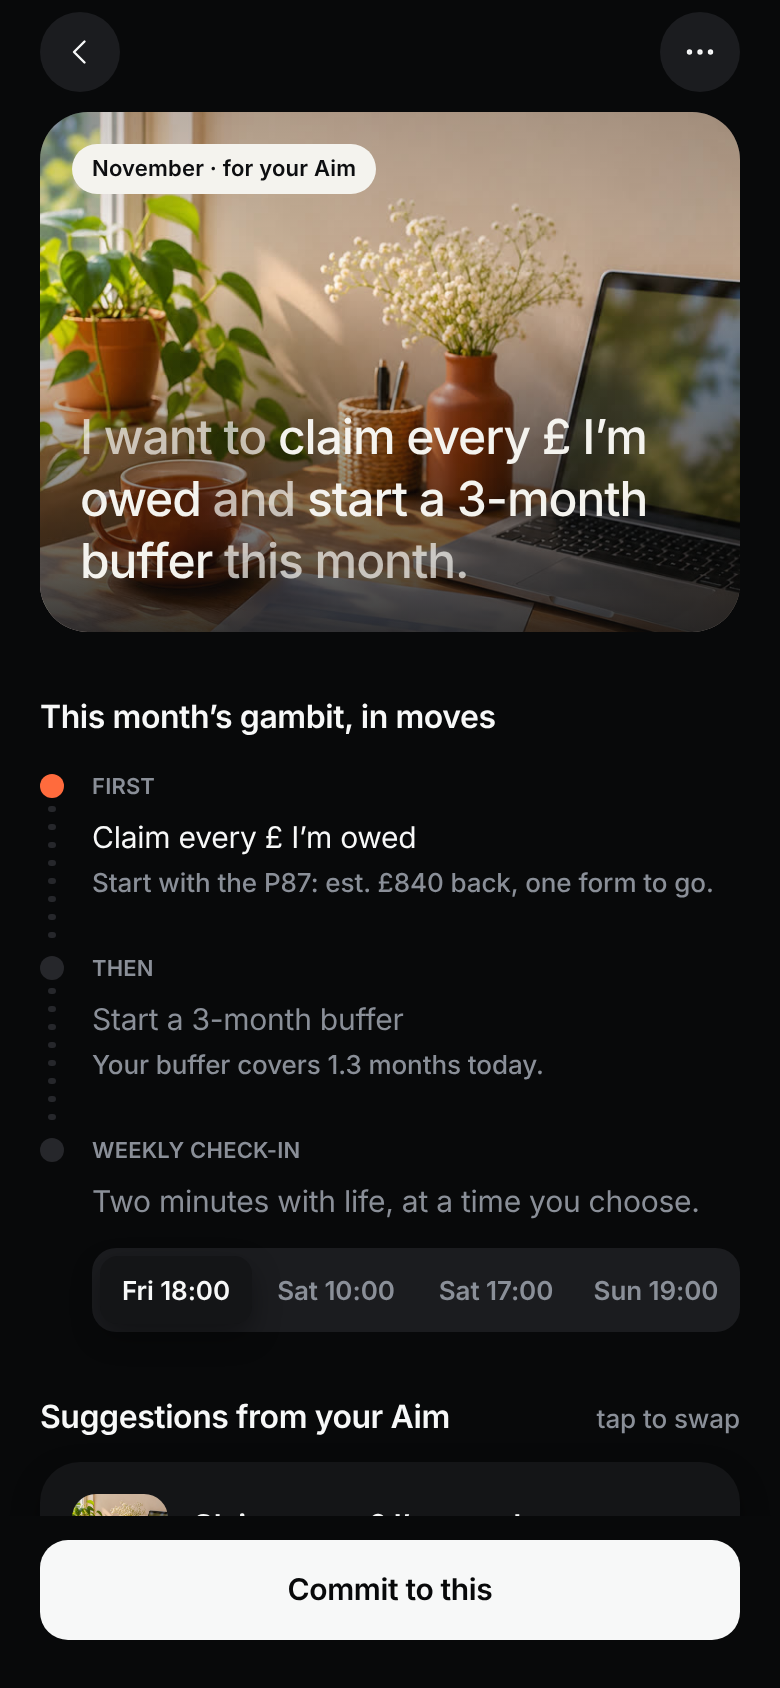 November · for your Aim
I want to claim every £ I’m
owed and start a 3-month
buffer this month.
This month’s gambit, in moves
FIRST
Claim every £ I’m owed
Start with the P87: est. £840 back, one form to go.
THEN
Start a 3-month buffer
Your buffer covers 1.3 months today.
WEEKLY CHECK-IN
Two minutes with life, at a time you choose.
Fri 18:00 Sat 10:00 Sat 17:00 Sun 19:00
Suggestions from your Aim tap to swap
Commit to this